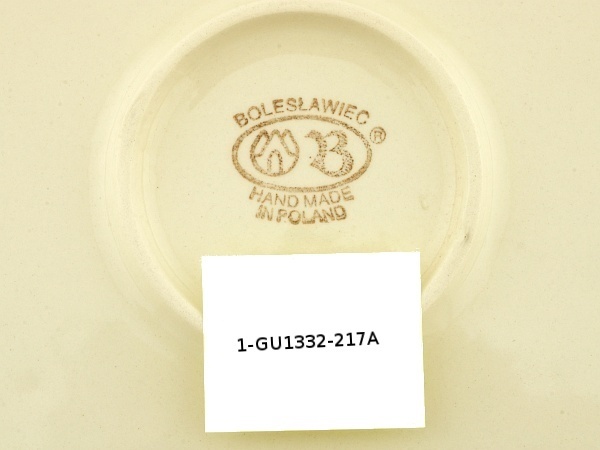 BOLESŁAWIEC
B ®
HAND MADE
IN POLAND
1-GU1332-217A